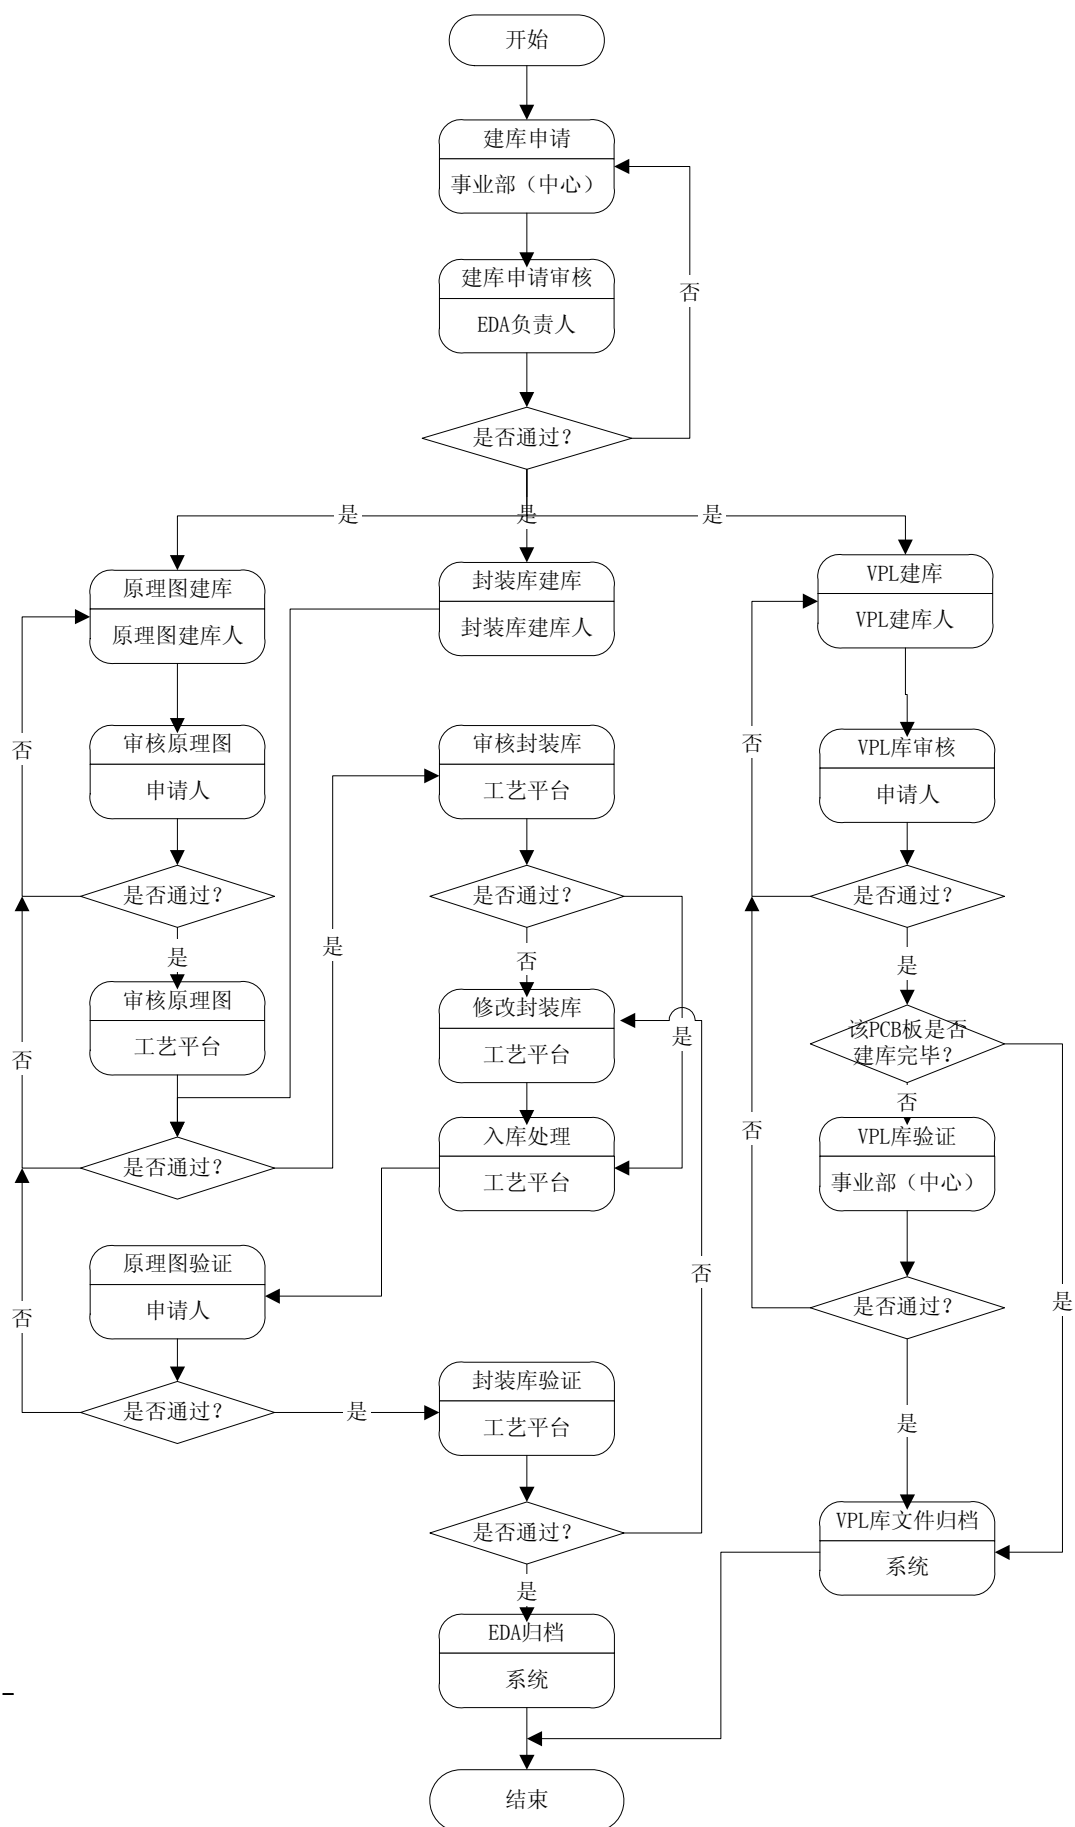 开始
建库申请
事业部（中心）
建库申请审核
EDA负责人
否
是否通过？
是
是
是
原理图建库
原理图建库人
封装库建库
封装库建库人
VPL建库
VPL建库人
否
审核原理图
申请人
审核封装库
工艺平台
否
VPL库审核
申请人
是否通过？
是否通过？
是否通过？
是
是
否
是
审核原理图
工艺平台
修改封装库
工艺平台
是
该PCB板是否
建库完毕？
否
否
入库处理
工艺平台
否
VPL库验证
事业部（中心）
是否通过？
原理图验证
申请人
否
否
是否通过？
是
封装库验证
工艺平台
是否通过？
是
是
是否通过？
VPL库文件归档
系统
是
EDA归档
系统
结束